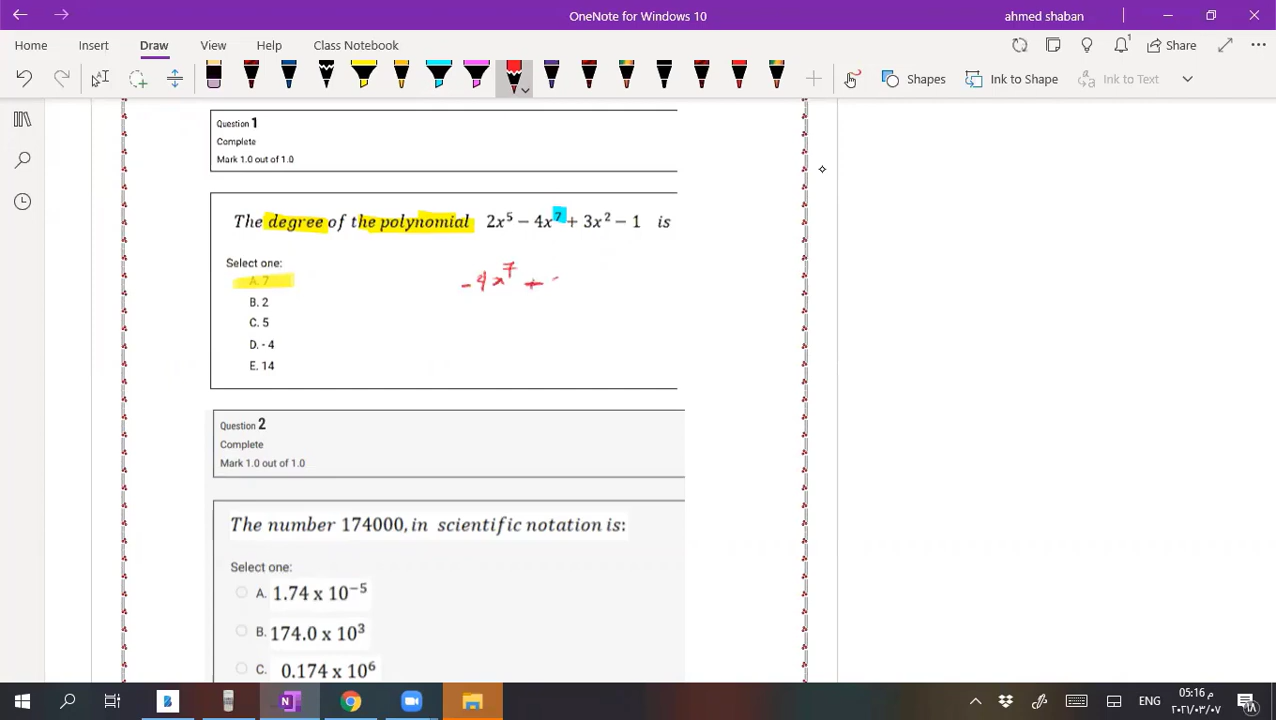 OneNote for Windows 10
ahmed shaban
Home
Insert
Draw
View
Help
Class Notebook
Share
Shapes
Ink to Shape
Ink to Text
Question 1
Complete
Mark 1.0 out of 1.0
The degree of the polynomial 2x⁵ − 4x⁷ + 3x² − 1 is
Select one:
A. 7
B. 2
C. 5
D. - 4
E. 14
-4x⁷ +
Question 2
Complete
Mark 1.0 out of 1.0
The number 174000, in scientific notation is:
Select one:
A. 1.74 x 10⁻⁵
B. 174.0 x 10³
C. 0.174 x 10⁶
ENG
05:16 م
٢٠٢١/٠٣/٠٧